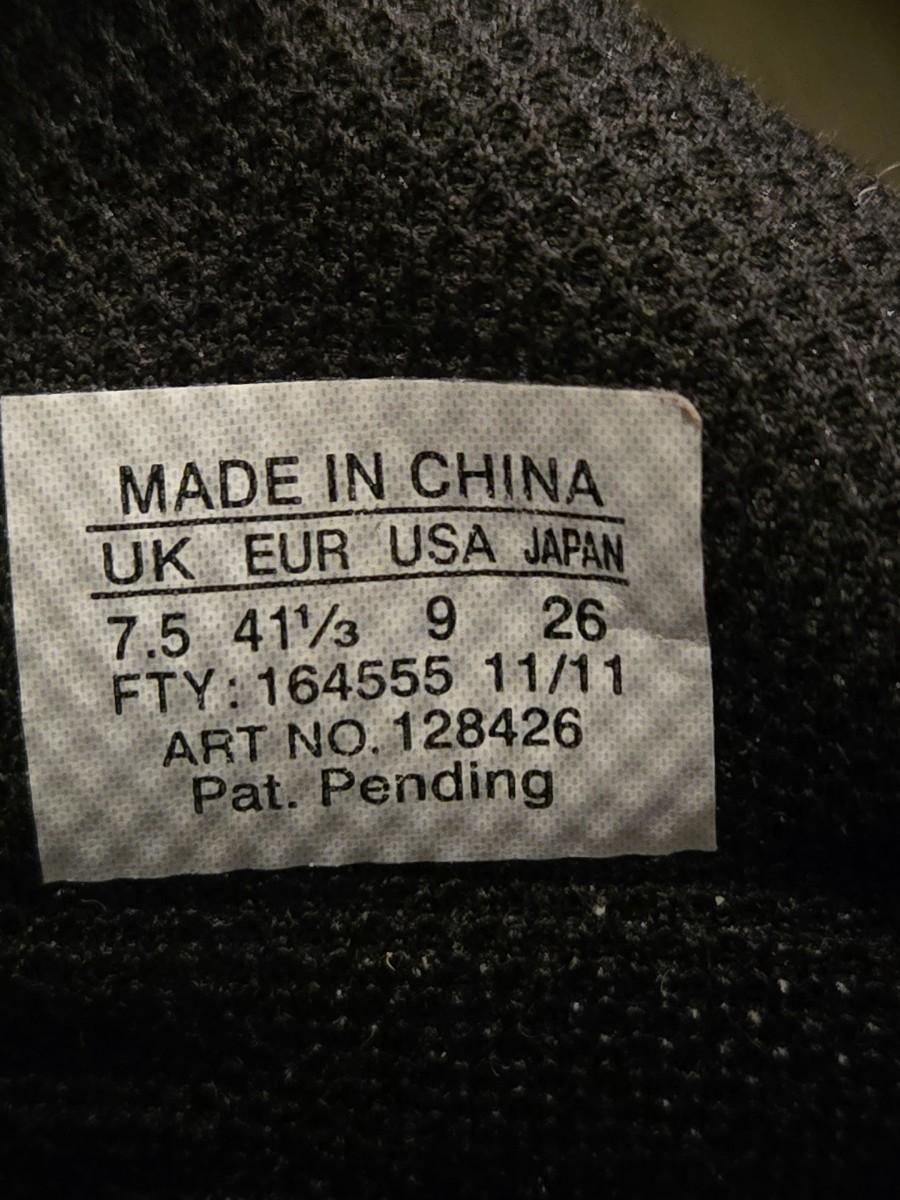 MADE IN CHINA
UK EUR USA JAPAN
7.5 41⅓ 9 26
FTY: 164555 11/11
ART NO. 128426
Pat. Pending